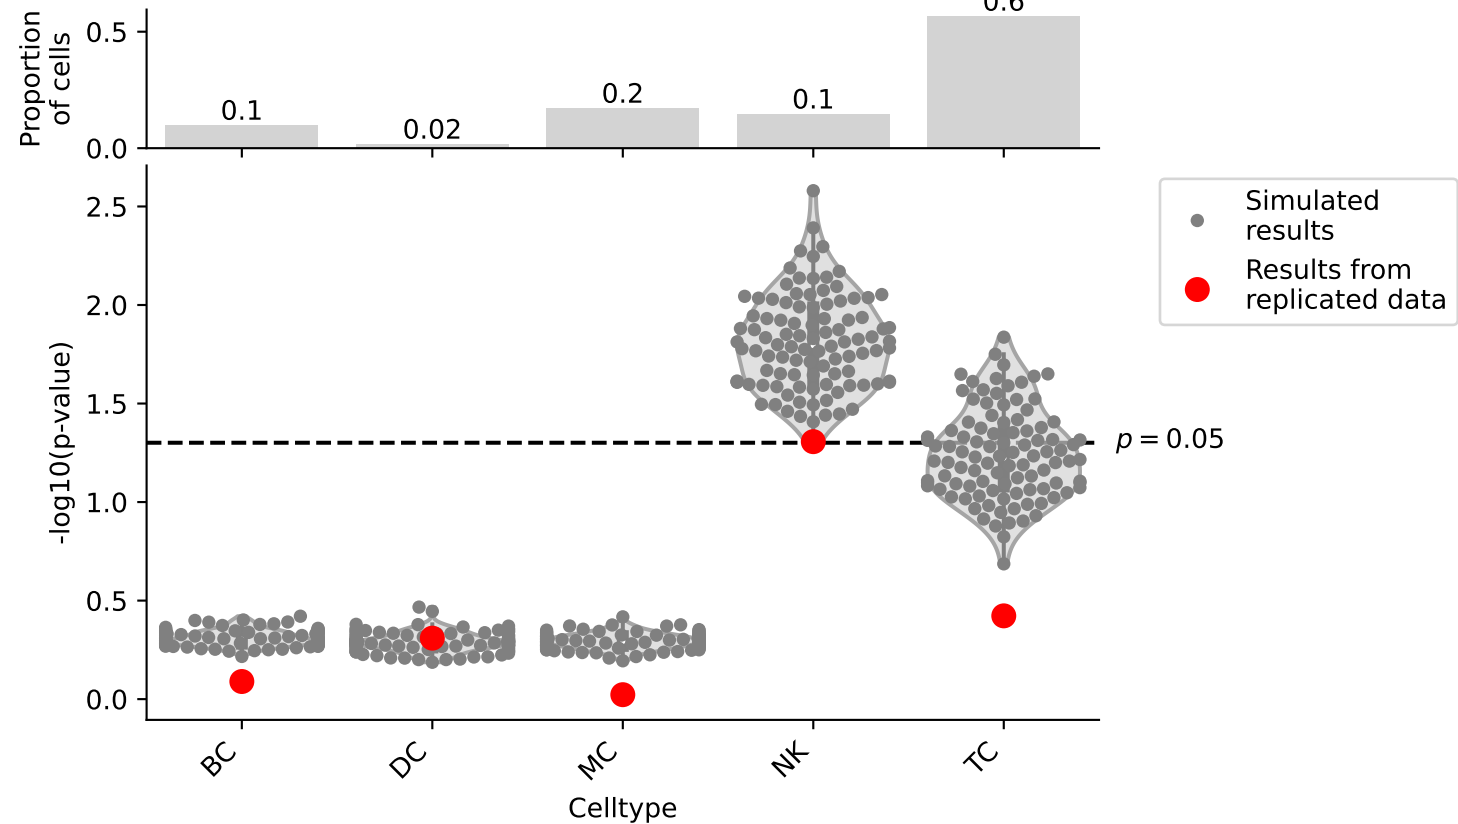 Proportion
of cells
0.5
0.0
0.1
0.02
0.2
0.1
0.6
-log10(p-value)
2.5
2.0
1.5
1.0
0.5
0.0
p = 0.05
Simulated
results
Results from
replicated data
BC
DC
MC
NK
TC
Celltype